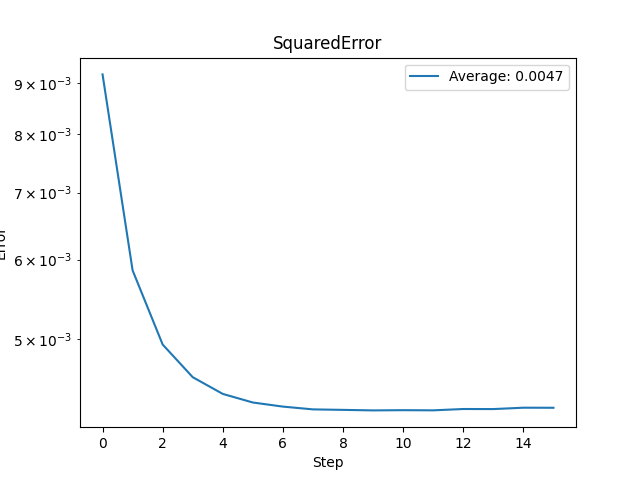 SquaredError
Average: 0.0047
9 × 10⁻³
8 × 10⁻³
7 × 10⁻³
6 × 10⁻³
5 × 10⁻³
Error
0 2 4 6 8 10 12 14
Step